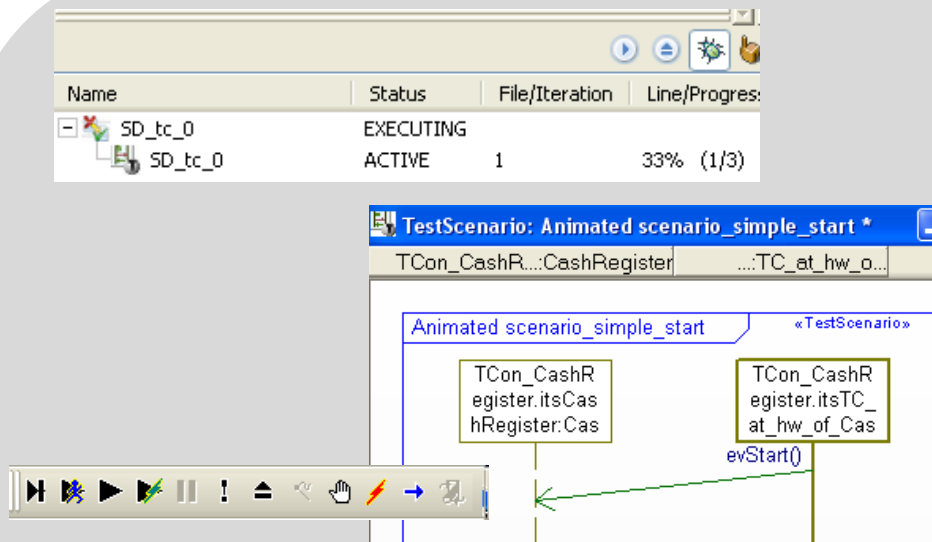 Name Status File/Iteration Line/Progres
SD_tc_0 EXECUTING
SD_tc_0 ACTIVE 1 33% (1/3)
TestScenario: Animated scenario_simple_start *
TCon_CashR...:CashRegister ...:TC_at_hw_o...
Animated scenario_simple_start «TestScenario»
TCon_CashR
egister.itsCas
hRegister:Cas
TCon_CashR
egister.itsTC_
at_hw_of_Cas
evStart()